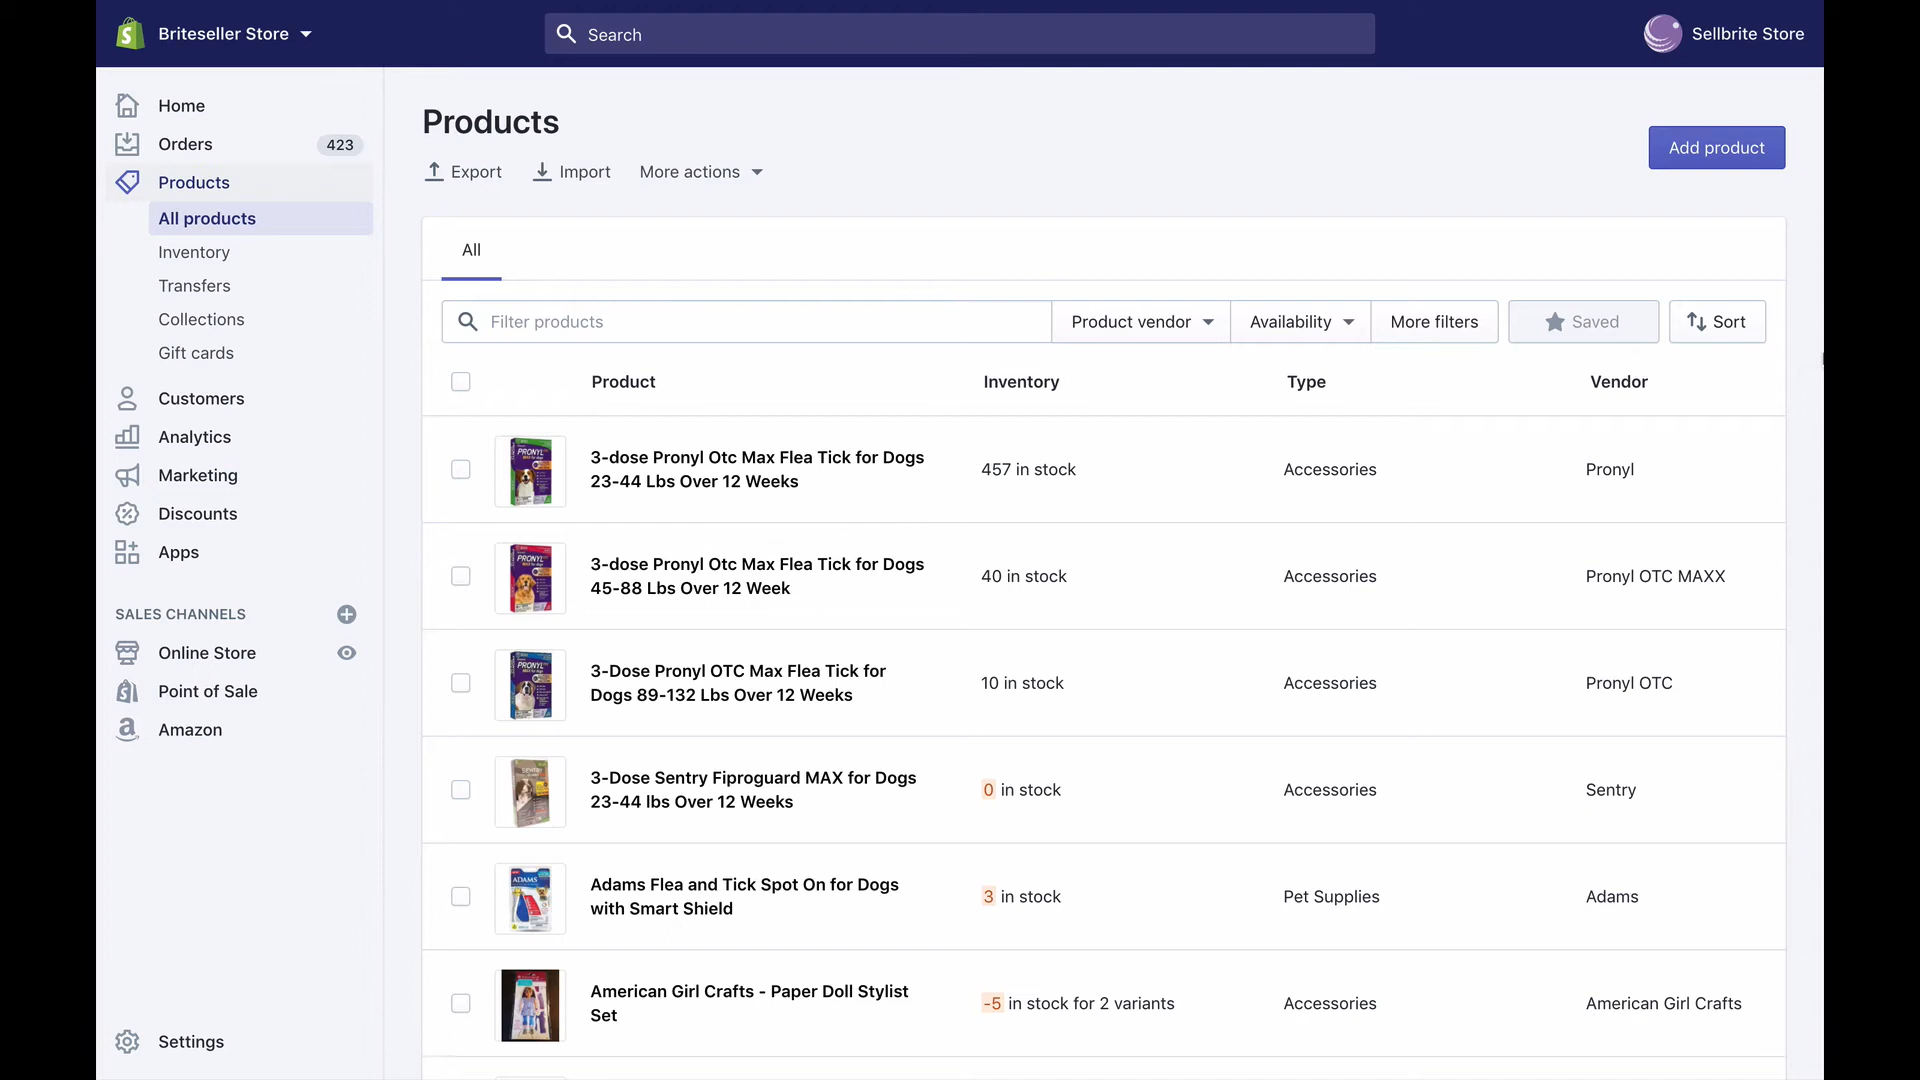 Briteseller Store
Search
Sellbrite Store
Home
Orders 423
Products
All products
Inventory
Transfers
Collections
Gift cards
Customers
Analytics
Marketing
Discounts
Apps
SALES CHANNELS
Online Store
Point of Sale
Amazon
Settings
Products
Export Import More actions
Add product
All
Filter products Product vendor Availability More filters Saved Sort
Product Inventory Type Vendor
3-dose Pronyl Otc Max Flea Tick for Dogs
23-44 Lbs Over 12 Weeks
457 in stock Accessories Pronyl
3-dose Pronyl Otc Max Flea Tick for Dogs
45-88 Lbs Over 12 Week
40 in stock Accessories Pronyl OTC MAXX
3-Dose Pronyl OTC Max Flea Tick for
Dogs 89-132 Lbs Over 12 Weeks
10 in stock Accessories Pronyl OTC
3-Dose Sentry Fiproguard MAX for Dogs
23-44 lbs Over 12 Weeks
0 in stock Accessories Sentry
Adams Flea and Tick Spot On for Dogs
with Smart Shield
3 in stock Pet Supplies Adams
American Girl Crafts - Paper Doll Stylist
Set
-5 in stock for 2 variants Accessories American Girl Crafts
PRONYL
PRONYL
PRONYL
SENTRY
ADAMS